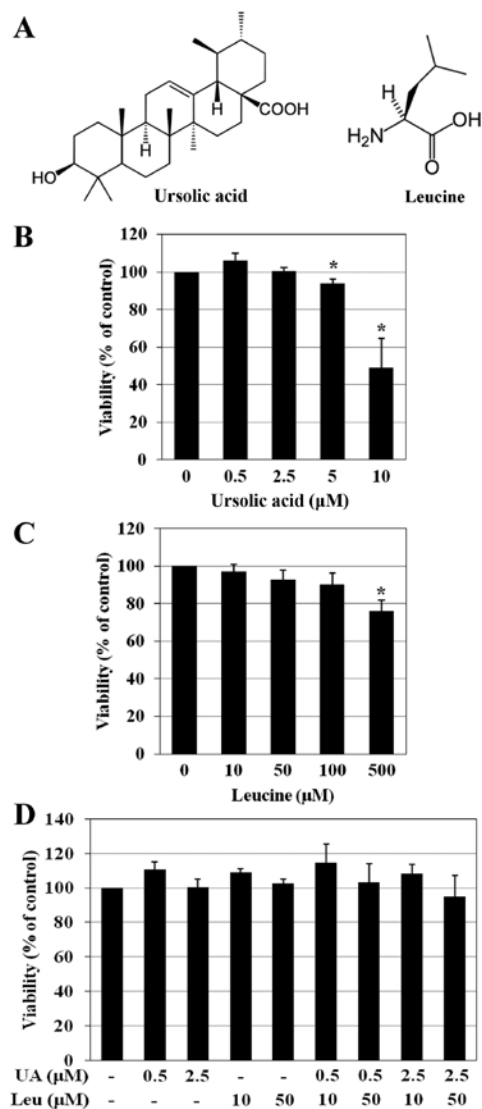 A
COOH
H
H
HO
Ursolic acid
H
H₂N
OH
O
Leucine
B
Viability (% of control)
120
100
80
60
40
20
0
*
*
0 0.5 2.5 5 10
Ursolic acid (µM)
C
Viability (% of control)
120
100
80
60
40
20
0
*
0 10 50 100 500
Leucine (µM)
D
Viability (% of control)
140
120
100
80
60
40
20
0
UA (µM) - 0.5 2.5 - - 0.5 0.5 2.5 2.5
Leu (µM) - - - 10 50 10 50 10 50